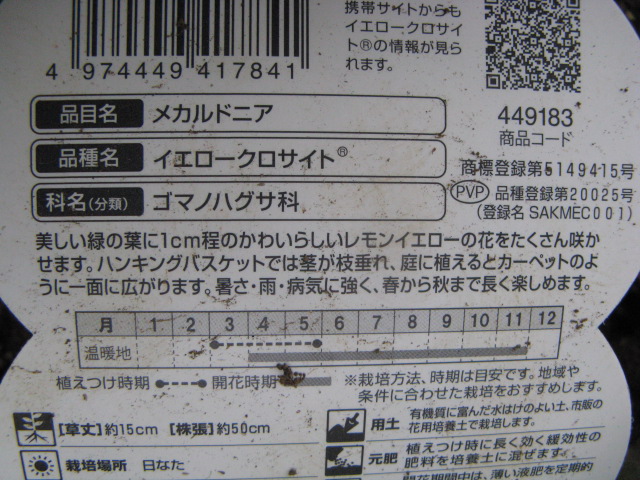 携帯サイトからも
イエロークロサイ
ト®の情報が見ら
れます。
4 974449 417841
449183
商品コード
品目名 メカルドニア
品種名 イエロークロサイト®
商標登録第5149415号
科名(分類) ゴマノハグサ科
PVP 品種登録第20025号
(登録名 SAKMEC001)
美しい緑の葉に1cm程のかわいらしいレモンイエローの花をたくさん咲か
せます。ハンキングバスケットでは茎が枝垂れ、庭に植えるとカーペットのよ
うに一面に広がります。暑さ・雨・病気に強く、春から秋まで長く楽しめます。
月 1 2 3 4 5 6 7 8 9 10 11 12
温暖地
植えつけ時期 開花時期
※栽培方法、時期は目安です。地域や
条件に合わせた栽培をおすすめします。
[草丈]約15cm [株張]約50cm
用土 有機質に富んだ水はけのよい土、市販の
花用培養土で栽培します。
栽培場所 日なた
元肥 植えつけ時に長く効く緩効性の
肥料を培養土に混ぜます。
開花期間中は、薄い液肥を定期的